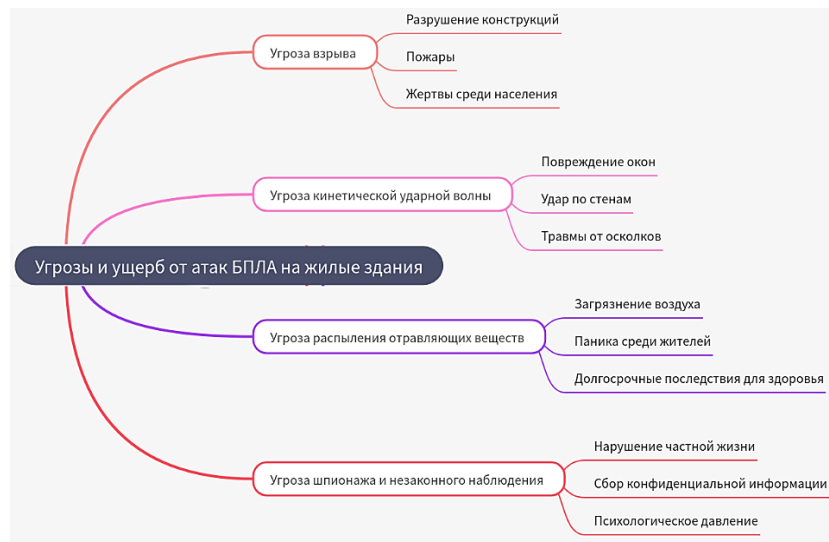 Разрушение конструкций
Угроза взрыва
Пожары
Жертвы среди населения
Повреждение окон
Угроза кинетической ударной волны
Удар по стенам
Травмы от осколков
Угрозы и ущерб от атак БПЛА на жилые здания
Загрязнение воздуха
Угроза распыления отравляющих веществ
Паника среди жителей
Долгосрочные последствия для здоровья
Нарушение частной жизни
Угроза шпионажа и незаконного наблюдения
Сбор конфиденциальной информации
Психологическое давление